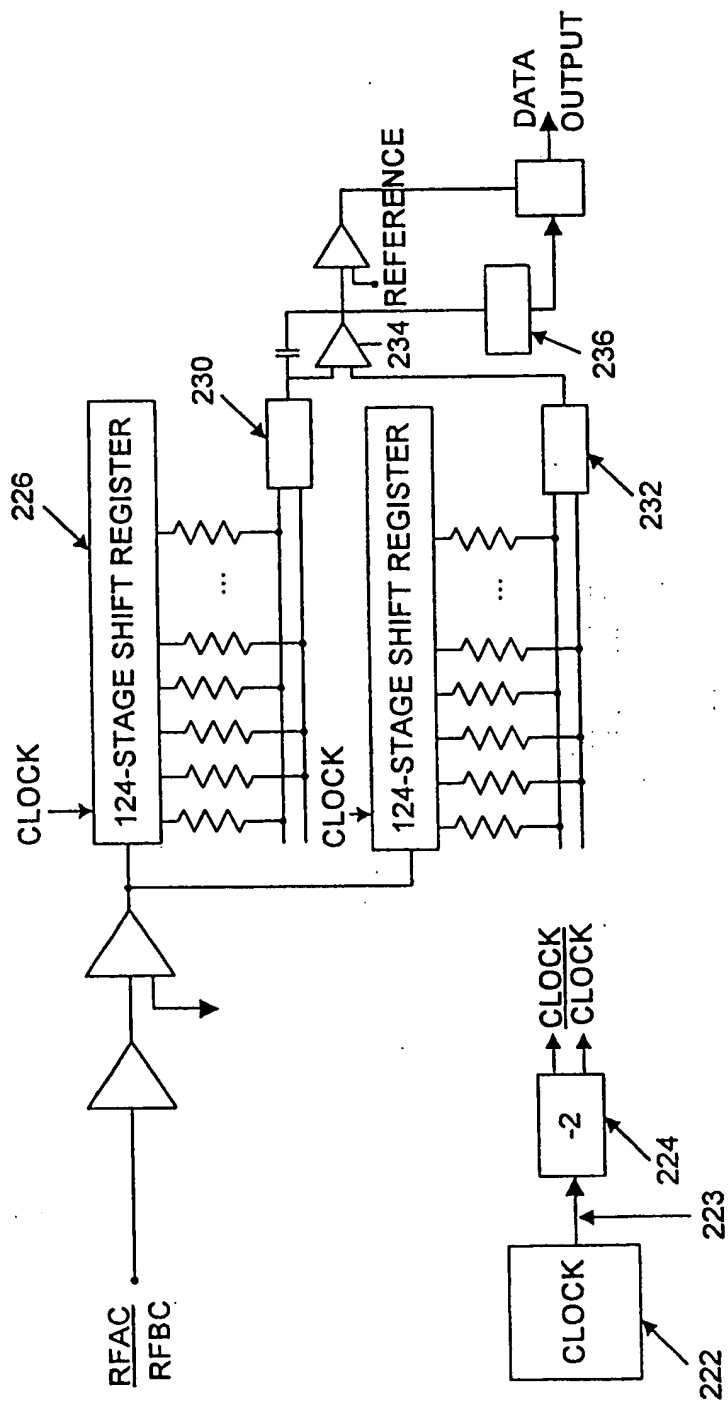 RFAC
RFBC
CLOCK
226
124-STAGE SHIFT REGISTER
...
230
CLOCK
124-STAGE SHIFT REGISTER
...
232
234
REFERENCE
236
DATA
OUTPUT
CLOCK
222
223
-2
224
CLOCK
CLOCK